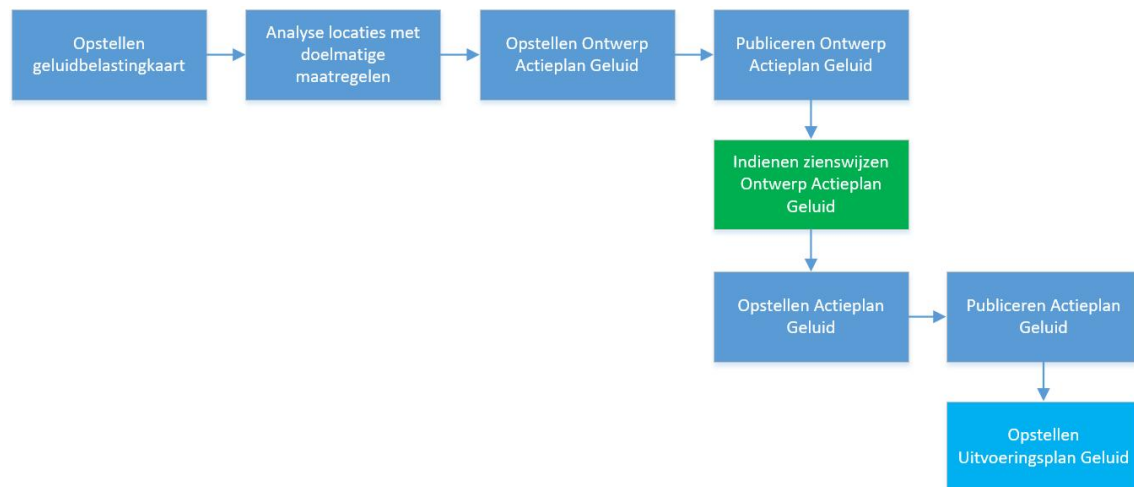 Opstellen
geluidbelastingkaart
Analyse locaties met
doelmatige
maatregelen
Opstellen Ontwerp
Actieplan Geluid
Publiceren Ontwerp
Actieplan Geluid
Indienen zienswijzen
Ontwerp Actieplan
Geluid
Opstellen Actieplan
Geluid
Publiceren Actieplan
Geluid
Opstellen
Uitvoeringsplan Geluid